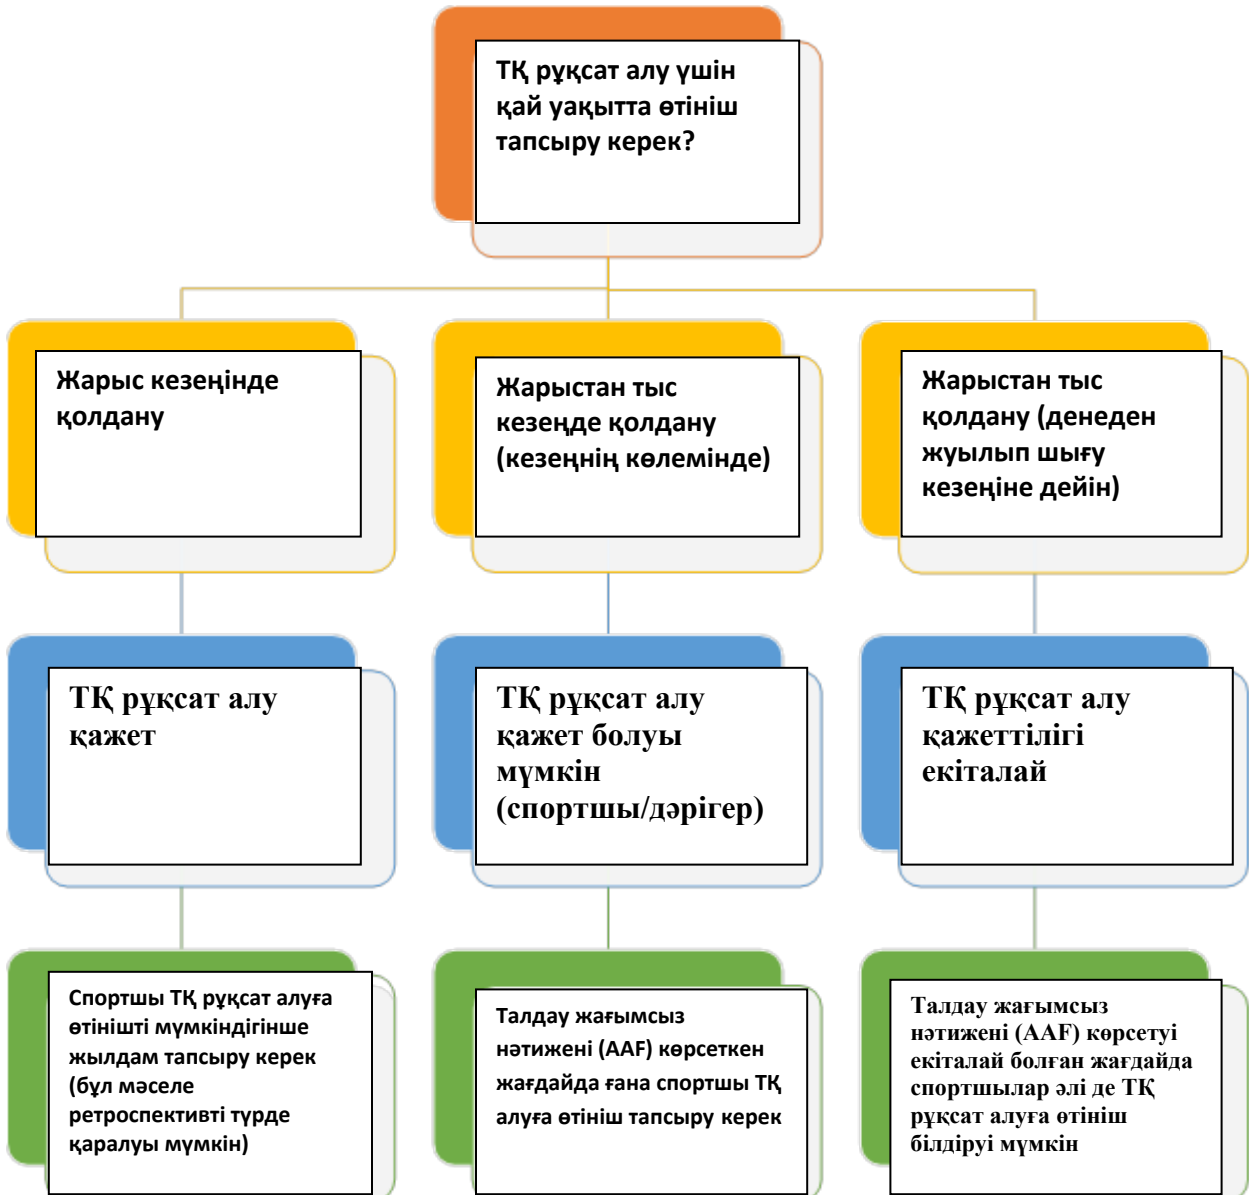 ТҚ рұқсат алу үшін
қай уақытта өтініш
тапсыру керек?
Жарыс кезеңінде
қолдану
Жарыстан тыс
кезеңде қолдану
(кезеңнің көлемінде)
Жарыстан тыс
қолдану (денеден
жуылып шығу
кезеңіне дейін)
ТҚ рұқсат алу
қажет
ТҚ рұқсат алу
қажет болуы
мүмкін
(спортшы/дәрігер)
ТҚ рұқсат алу
қажеттілігі
екіталай
Спортшы ТҚ рұқсат алуға
өтінішті мүмкіндігінше
жылдам тапсыру керек
(бұл мәселе
ретроспективті түрде
қаралуы мүмкін)
Талдау жағымсыз
нәтижені (AAF) көрсеткен
жағдайда ғана спортшы ТҚ
алуға өтініш тапсыру керек
Талдау жағымсыз
нәтижені (AAF) көрсетуі
екіталай болған жағдайда
спортшылар әлі де ТҚ
рұқсат алуға өтініш
білдіруі мүмкін